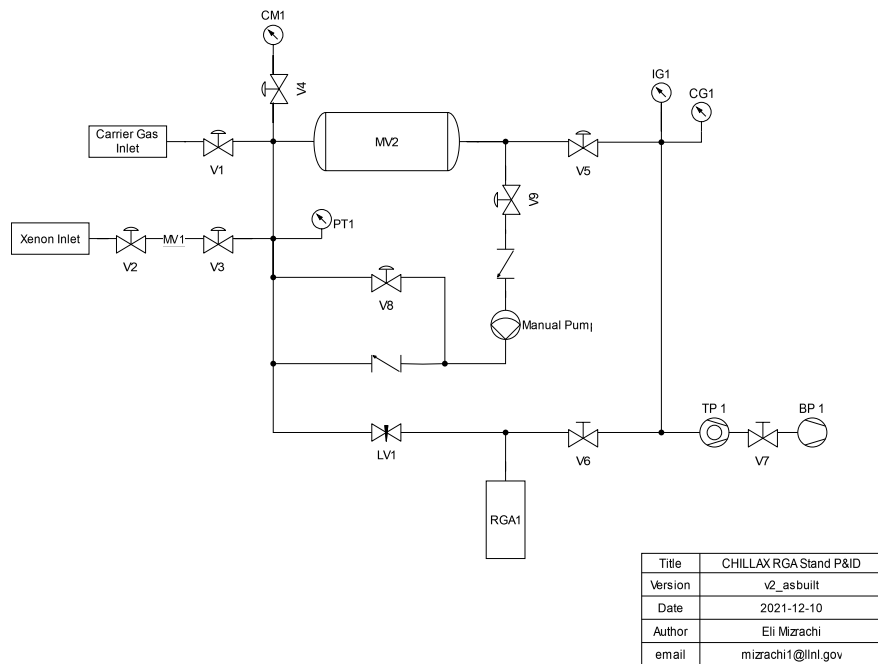 CM1
V4
IG1
CG1
Carrier Gas
Inlet
V1
MV2
V5
V9
PT1
Xenon Inlet
V2
MV1
V3
V8
Manual Pump
TP 1
BP 1
LV1
V6
V7
RGA1
Title CHILLAX RGA Stand P&ID
Version v2_asbuilt
Date 2021-12-10
Author Eli Mizrachi
email mizrachi1@llnl.gov